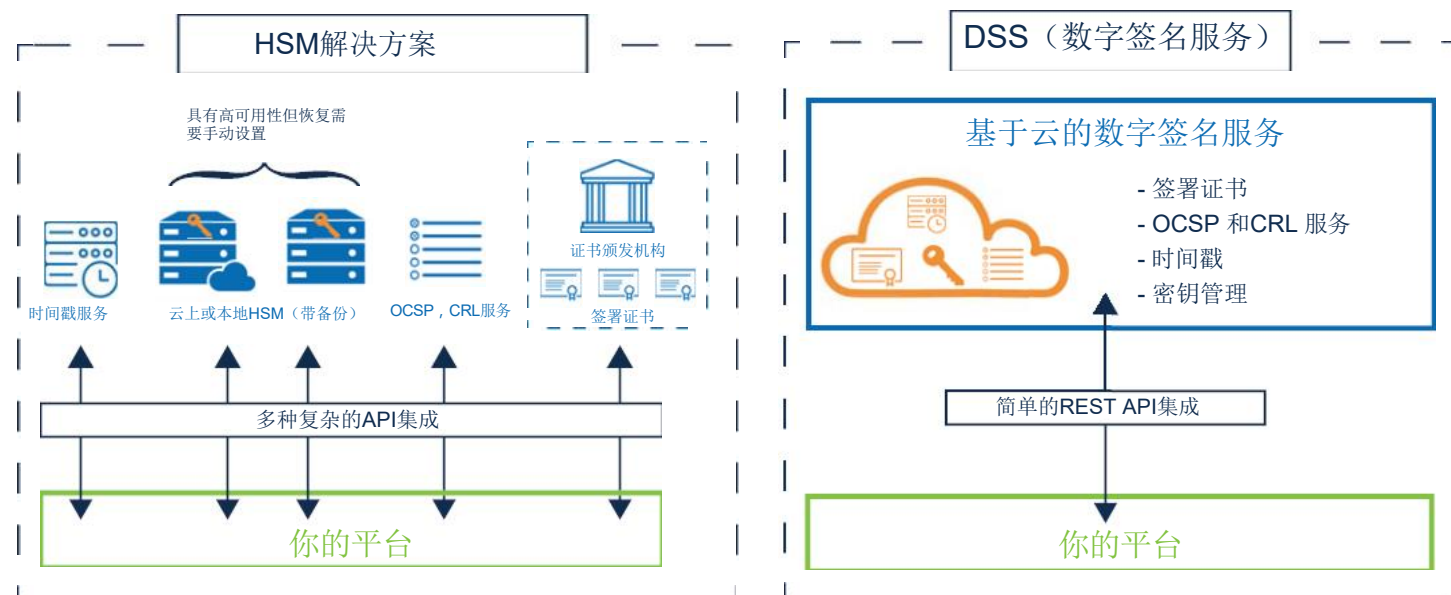 HSM解决方案
具有高可用性但恢复需
要手动设置
证书颁发机构
时间戳服务
云上或本地HSM（带备份）
OCSP，CRL服务
签署证书
多种复杂的API集成
你的平台
DSS（数字签名服务）
基于云的数字签名服务
- 签署证书
- OCSP 和CRL 服务
- 时间戳
- 密钥管理
简单的REST API集成
你的平台